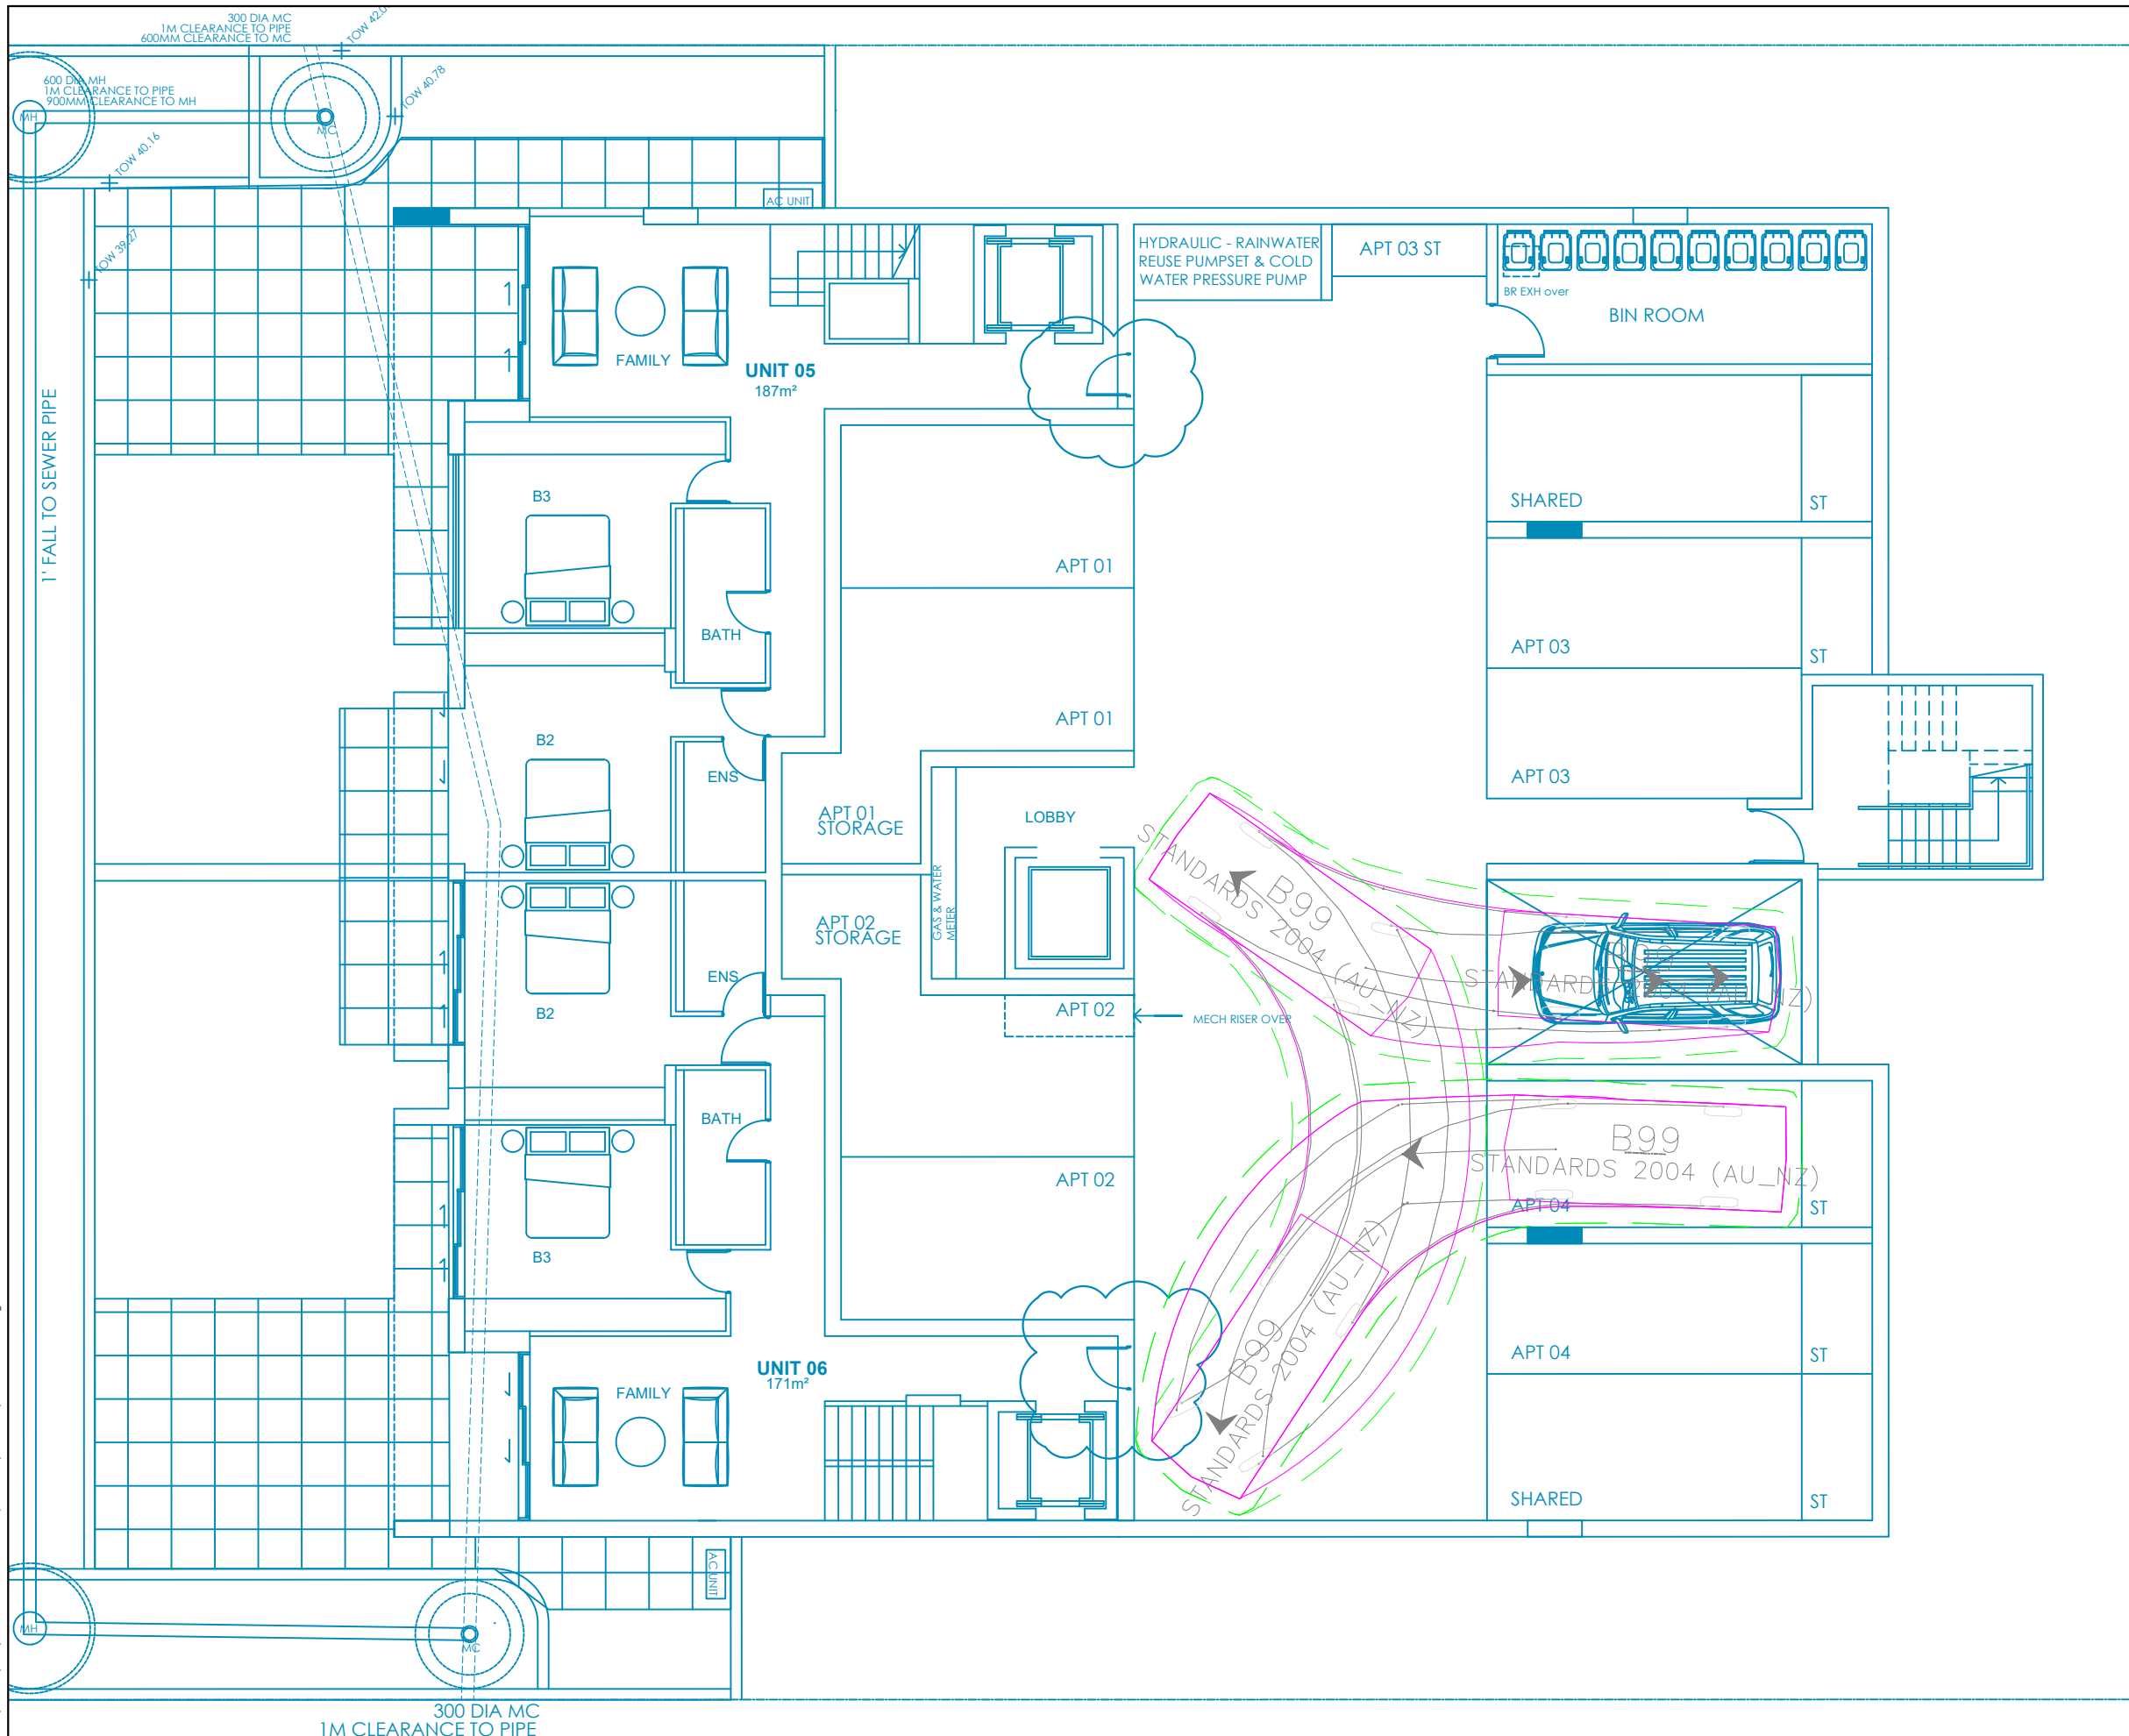 300 DIA MC
1M CLEARANCE TO PIPE
600MM CLEARANCE TO MC
TOW 42.0
600 DIA MH
1M CLEARANCE TO PIPE
900MM CLEARANCE TO MH
MH
MC
TOW 40.78
TOW 40.16
TOW 39.27
1' FALL TO SEWER PIPE
AC UNIT
FAMILY
UNIT 05
187m²
HYDRAULIC - RAINWATER
REUSE PUMPSET & COLD
WATER PRESSURE PUMP
APT 03 ST
BR EXH over
BIN ROOM
B3
BATH
APT 01
SHARED
ST
APT 03
ST
APT 01
APT 03
B2
ENS
APT 01
STORAGE
LOBBY
GAS & WATER
METER
APT 02
STORAGE
B99
STANDARDS 2004 (AU_NZ)
B99
STANDARDS 2004 (AU_NZ)
ENS
B2
APT 02
MECH RISER OVER
BATH
B3
APT 02
B99
STANDARDS 2004 (AU_NZ)
APT 04
ST
B99
STANDARDS 2004 (AU_NZ)
APT 04
ST
UNIT 06
171m²
FAMILY
SHARED
ST
AC UNIT
MH
MC
300 DIA MC
1M CLEARANCE TO PIPE